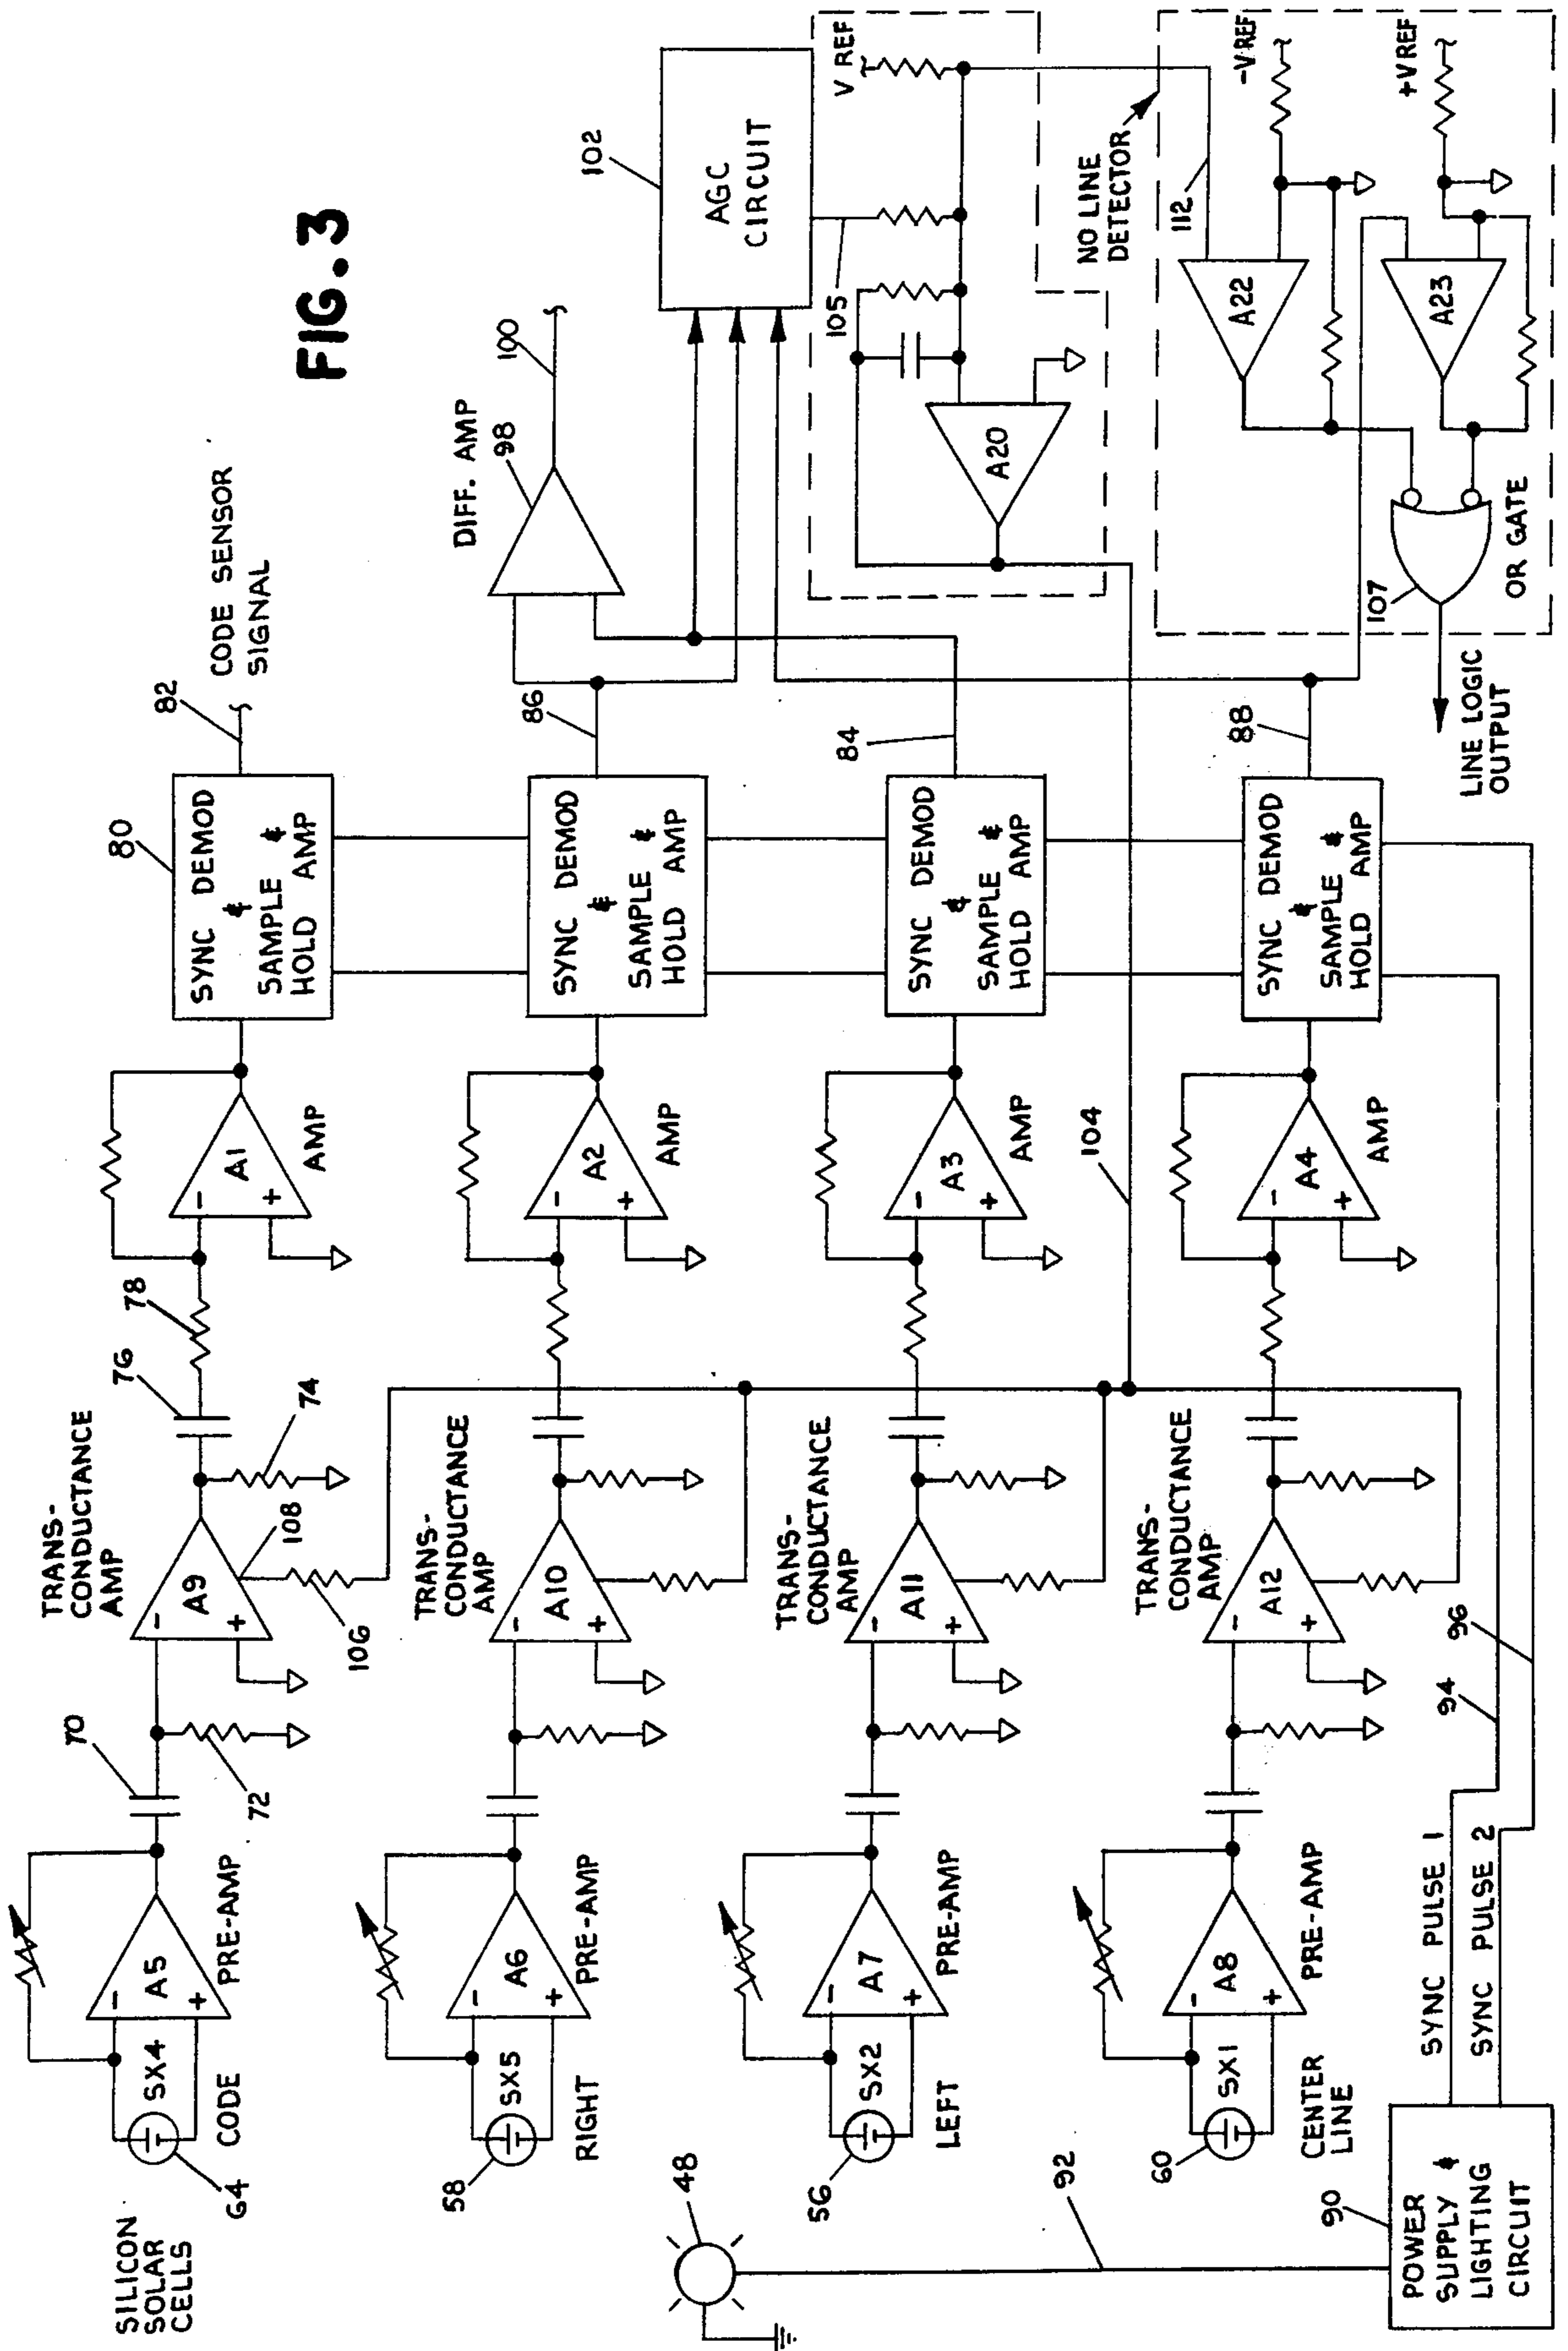 FIG. 3
SILICON
SOLAR
CELLS
64
CODE
SX4
A5
-
+
PRE-AMP
70
72
TRANS-
CONDUCTANCE
AMP
A9
-
+
108
106
74
76
78
A1
-
+
AMP
80
SYNC DEMOD
&
SAMPLE &
HOLD AMP
82
CODE SENSOR
SIGNAL
58
RIGHT
SX5
A6
-
+
PRE-AMP
TRANS-
CONDUCTANCE
AMP
A10
-
+
A2
-
+
AMP
SYNC DEMOD
&
SAMPLE &
HOLD AMP
86
DIFF. AMP
98
100
48
56
LEFT
SX2
A7
-
+
PRE-AMP
TRANS-
CONDUCTANCE
AMP
A11
-
+
A3
-
+
AMP
SYNC DEMOD
&
SAMPLE &
HOLD AMP
84
102
AGC
CIRCUIT
105
V REF
A20
104
92
60
CENTER
LINE
SX1
A8
-
+
PRE-AMP
TRANS-
CONDUCTANCE
AMP
A12
-
+
A4
-
+
AMP
SYNC DEMOD
&
SAMPLE &
HOLD AMP
88
NO LINE
DETECTOR
112
A22
-V REF
A23
+V REF
107
OR GATE
LINE LOGIC
OUTPUT
90
POWER
SUPPLY &
LIGHTING
CIRCUIT
SYNC PULSE 1
SYNC PULSE 2
94
96